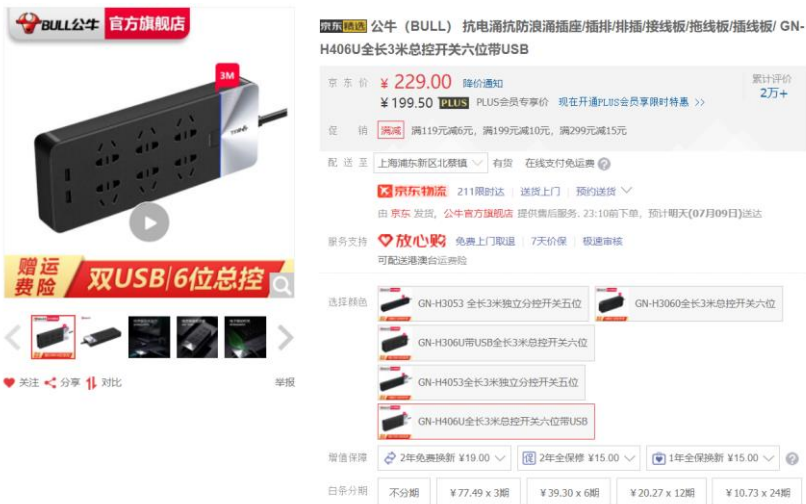 BULL公牛 官方旗舰店
3M
赠运费险
双USB|6位总控
关注 分享 对比 举报
京东精选 公牛（BULL） 抗电涌抗防浪涌插座/插排/排插/接线板/拖线板/插线板/ GN-
H406U全长3米总控开关六位带USB
京东价 ¥ 229.00 降价通知
累计评价
2万+
¥199.50 PLUS PLUS会员专享价 现在开通PLUS会员享限时特惠 >>
促销 满减 满119元减6元，满199元减10元，满299元减15元
配送至 上海浦东新区北蔡镇 有货 在线支付免运费
京东物流 211限时达 送货上门 预约送货
由 京东 发货, 公牛官方旗舰店 提供售后服务. 23:10前下单，预计明天(07月09日)送达
服务支持 放心购 免费上门取退 7天价保 极速审核
可配送港澳台运费险
选择颜色 GN-H3053 全长3米独立分控开关五位 GN-H3060全长3米总控开关六位
GN-H306U带USB全长3米总控开关六位
GN-H4053全长3米独立分控开关五位
GN-H406U全长3米总控开关六位带USB
增值保障 2年免费换新 ¥19.00 2年全保修 ¥15.00 1年全保换新 ¥15.00
白条分期 不分期 ¥77.49 x 3期 ¥39.30 x 6期 ¥20.27 x 12期 ¥10.73 x 24期